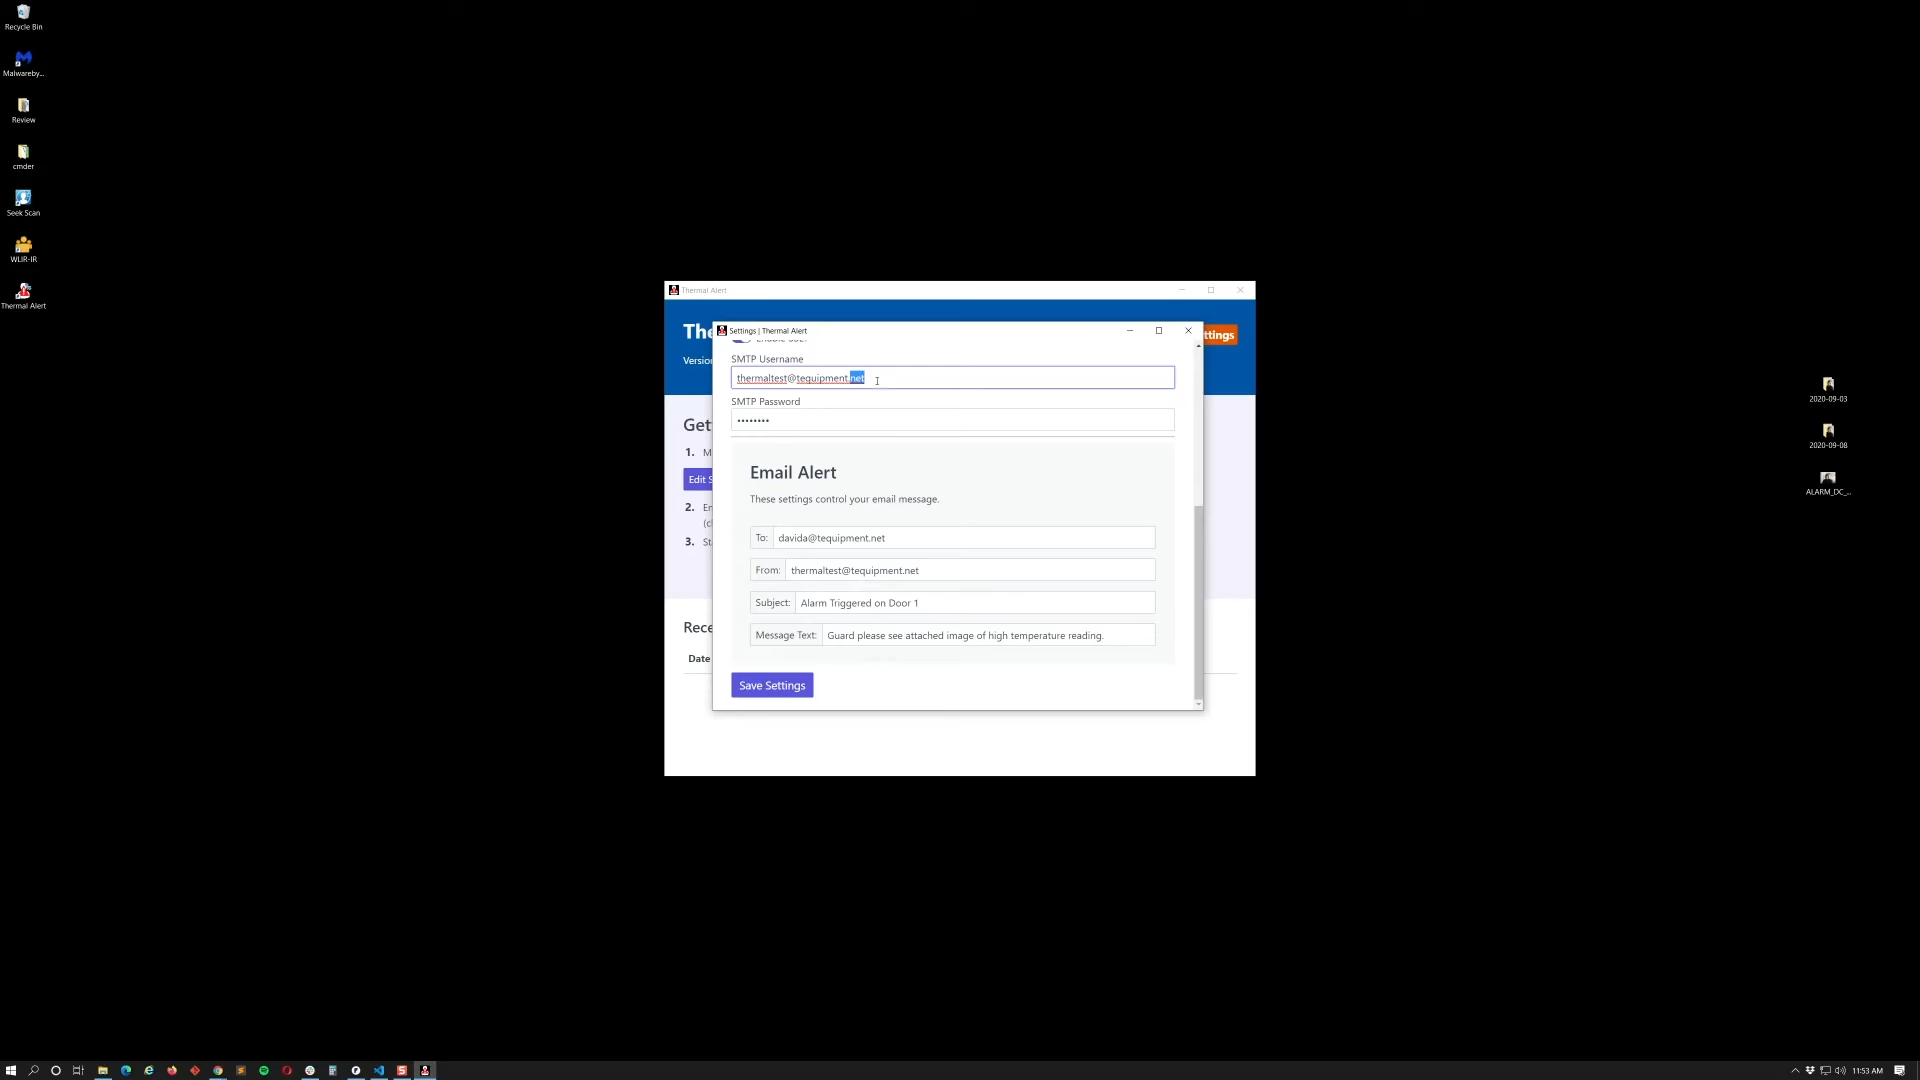 Recycle Bin
Malwareby...
Review
cmder
Seek Scan
WLIR-IR
Thermal Alert
2020-09-03
2020-09-08
ALARM_DC_...
Thermal Alert
The
ttings
Versio
Get
1. M
Edit S
2. En
(cl
3. St
Rece
Date
Settings | Thermal Alert
SMTP Username
thermaltest@tequipment.net
SMTP Password
••••••••
Email Alert
These settings control your email message.
To: davida@tequipment.net
From: thermaltest@tequipment.net
Subject: Alarm Triggered on Door 1
Message Text: Guard please see attached image of high temperature reading.
Save Settings
11:53 AM